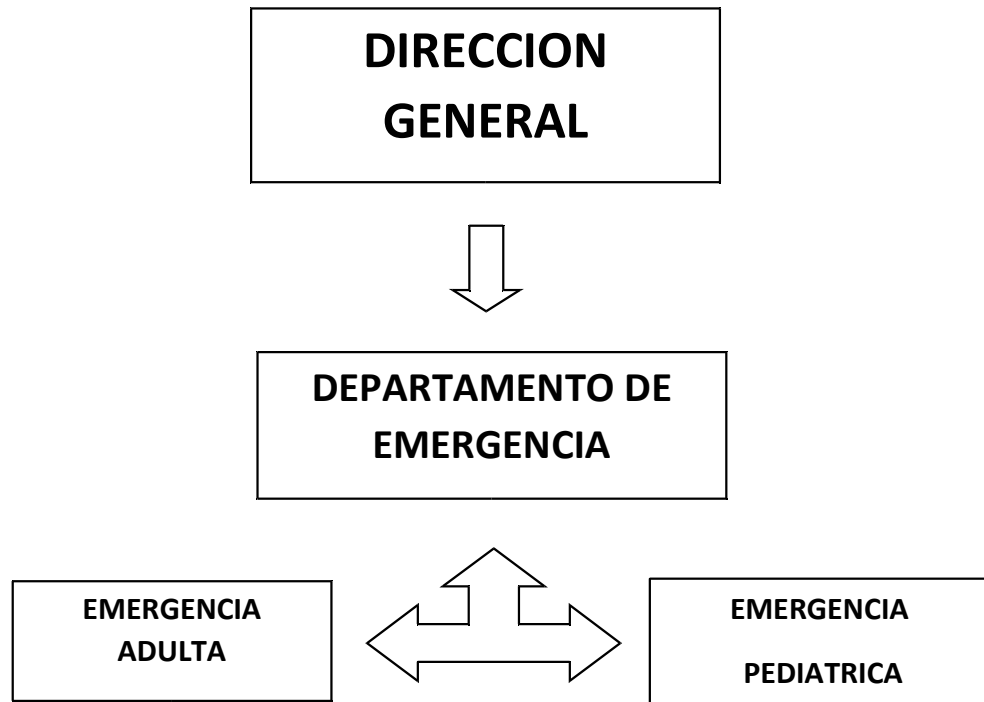 DIRECCION
GENERAL
DEPARTAMENTO DE
EMERGENCIA
EMERGENCIA
ADULTA
EMERGENCIA
PEDIATRICA